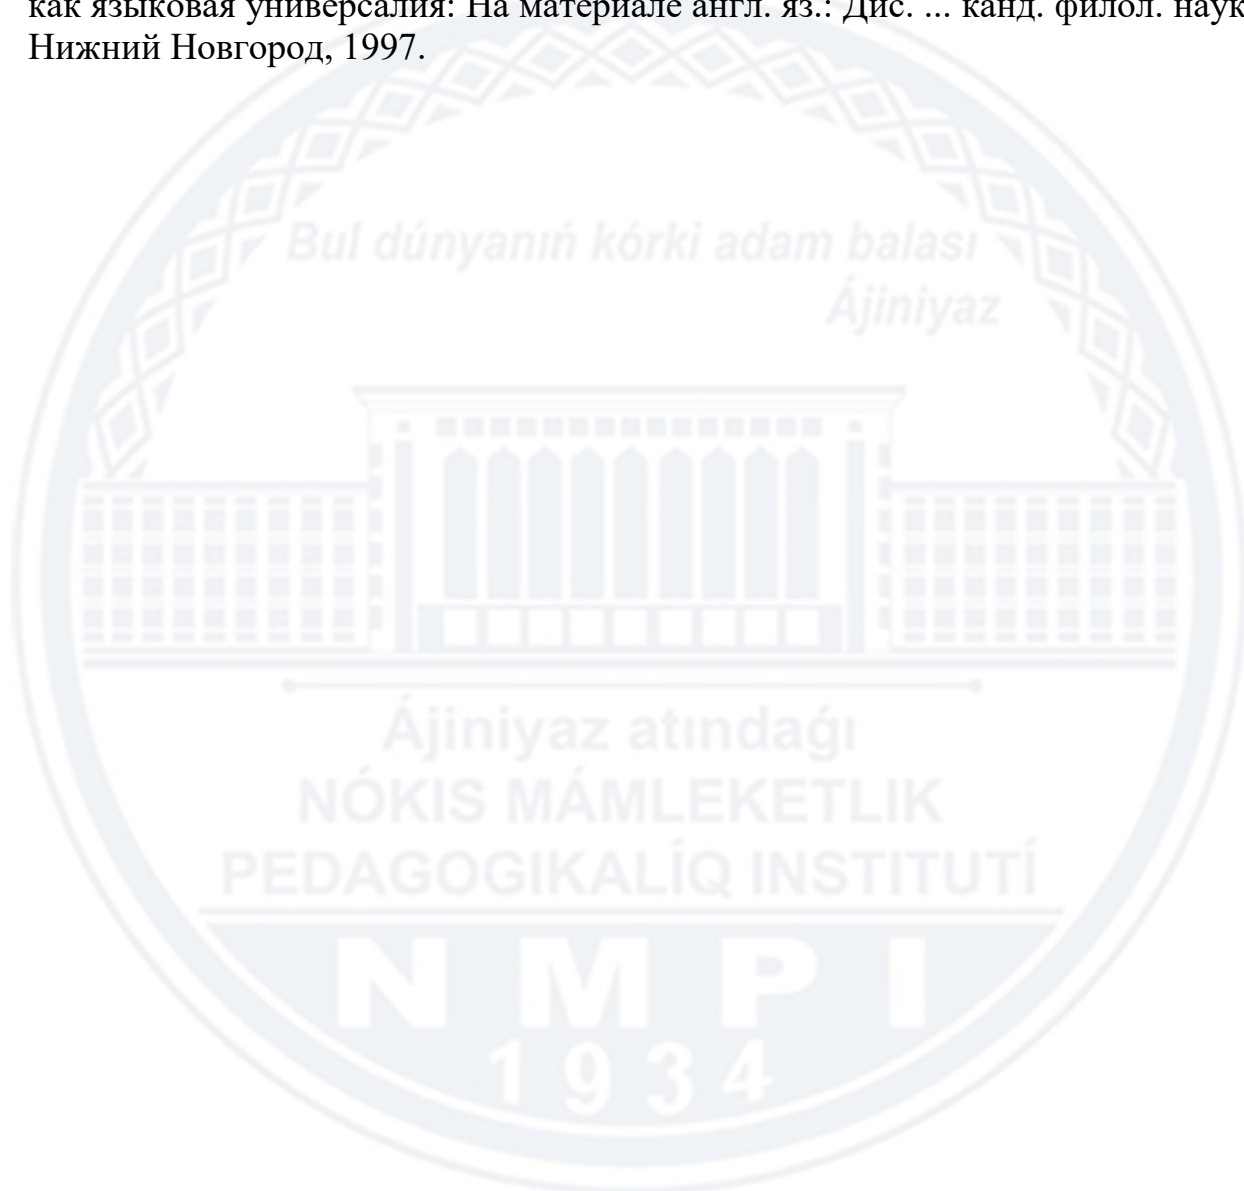 как языковая универсалия: На материале англ. яз.: Дис. ... канд. филол. наук
Нижний Новгород, 1997.
Bul dúnyanıń kórki adam balası
Ájiniyaz
Ájiniyaz atındaǵı
NÓKIS MÁMLEKETLIK
PEDAGOGIKALÍQ INSTITUTÍ
NMPI
1934